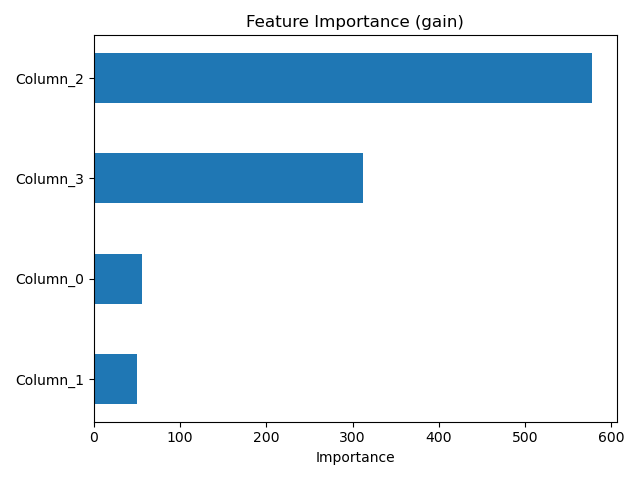 Feature Importance (gain)
Column_2
Column_3
Column_0
Column_1
0 100 200 300 400 500 600
Importance